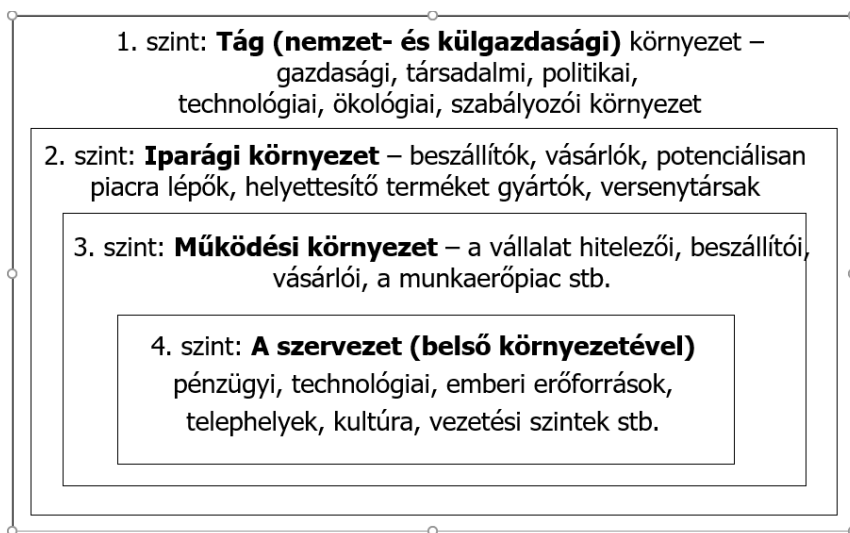 1. szint: Tág (nemzet- és külgazdasági) környezet –
gazdasági, társadalmi, politikai,
technológiai, ökológiai, szabályozói környezet
2. szint: Iparági környezet – beszállítók, vásárlók, potenciálisan
piacra lépők, helyettesítő terméket gyártók, versenytársak
3. szint: Működési környezet – a vállalat hitelezői, beszállítói,
vásárlói, a munkaerőpiac stb.
4. szint: A szervezet (belső környezetével)
pénzügyi, technológiai, emberi erőforrások,
telephelyek, kultúra, vezetési szintek stb.